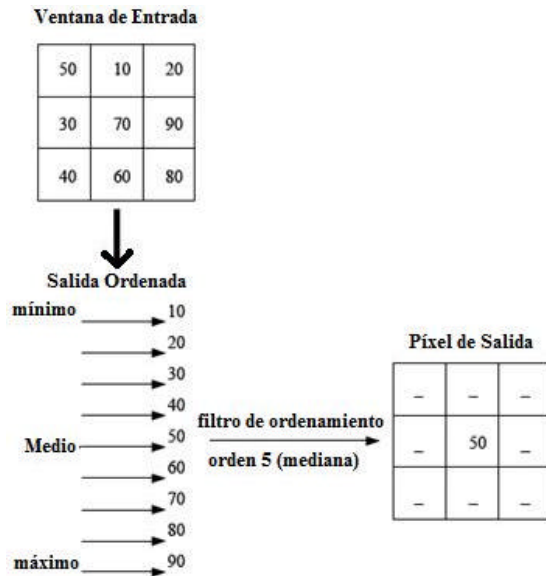 Ventana de Entrada
50 10 20
30 70 90
40 60 80
Salida Ordenada
mínimo 10
20
30
40
Medio 50
60
70
80
máximo 90
filtro de ordenamiento
orden 5 (mediana)
Píxel de Salida
_ _ _
_ 50 _
_ _ _